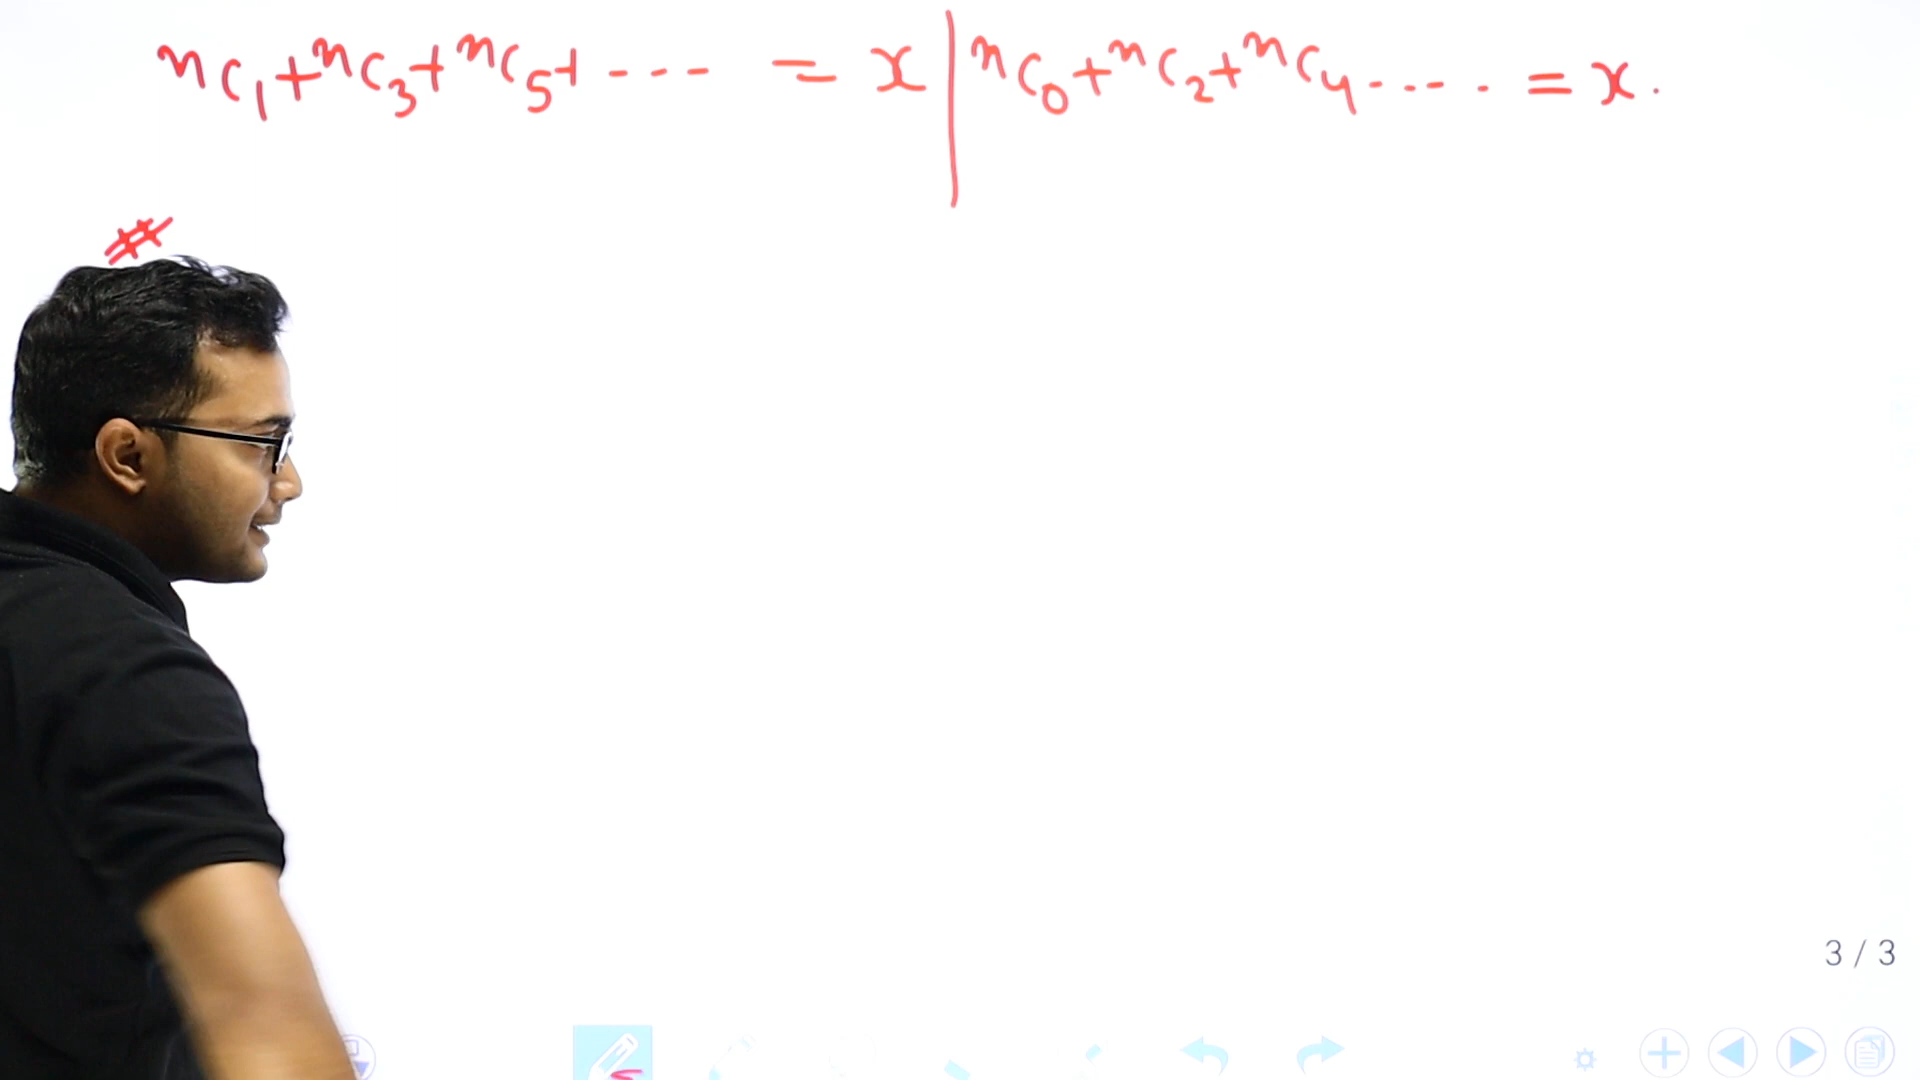 ⁿC₁+ⁿC₃+ⁿC₅+ --- = x | ⁿC₀+ⁿC₂+ⁿC₄ ---- = x.
#
3 / 3